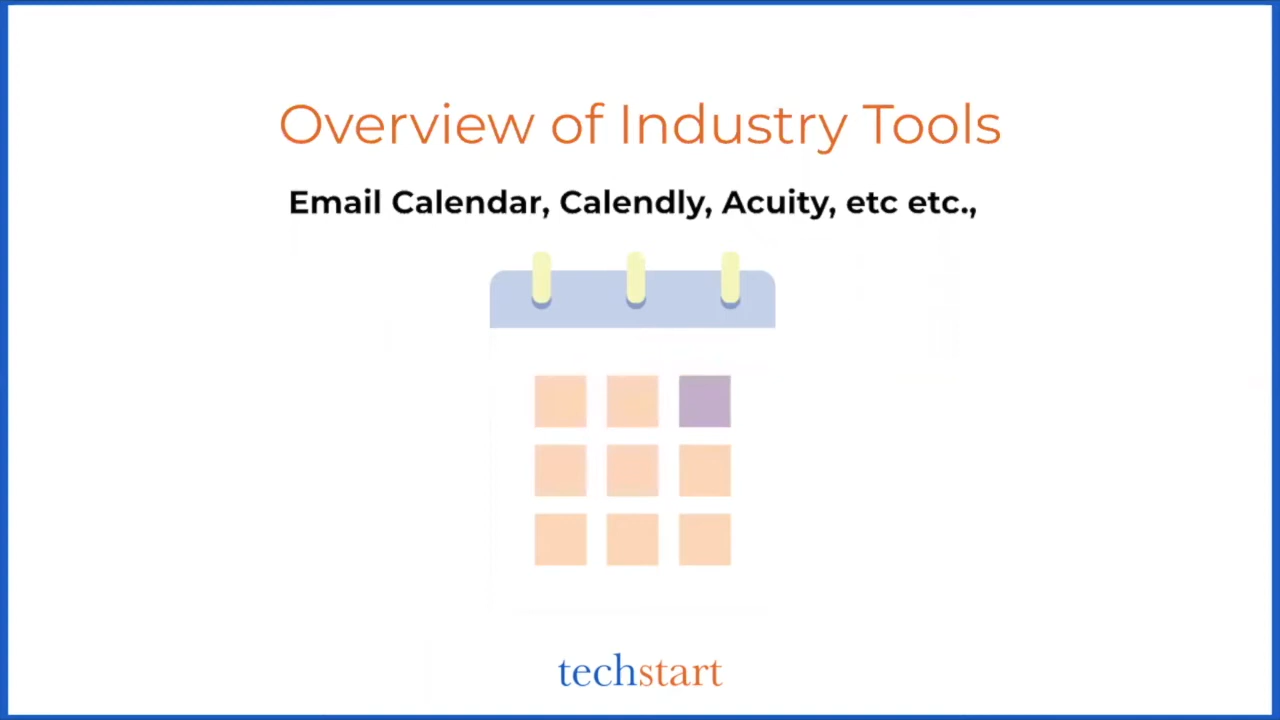 Overview of Industry Tools
Email Calendar, Calendly, Acuity, etc etc.,
techstart